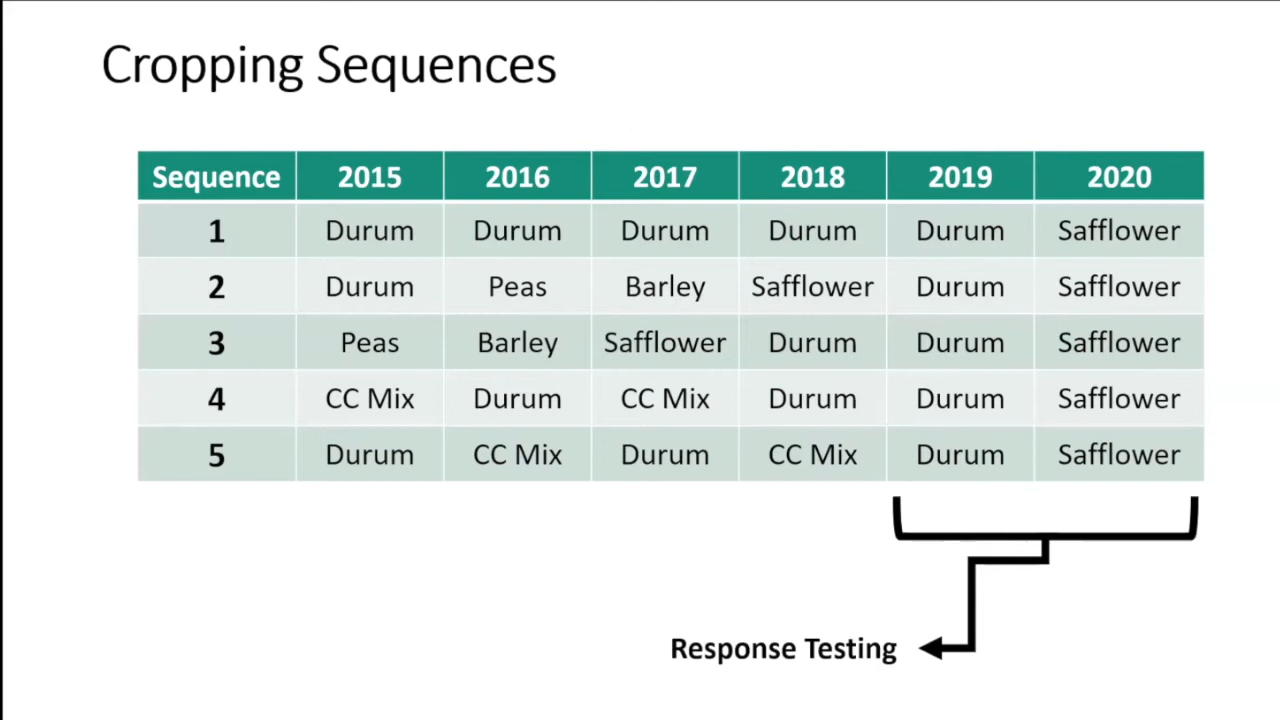 Cropping Sequences
Sequence 2015 2016 2017 2018 2019 2020
1 Durum Durum Durum Durum Durum Safflower
2 Durum Peas Barley Safflower Durum Safflower
3 Peas Barley Safflower Durum Durum Safflower
4 CC Mix Durum CC Mix Durum Durum Safflower
5 Durum CC Mix Durum CC Mix Durum Safflower
Response Testing